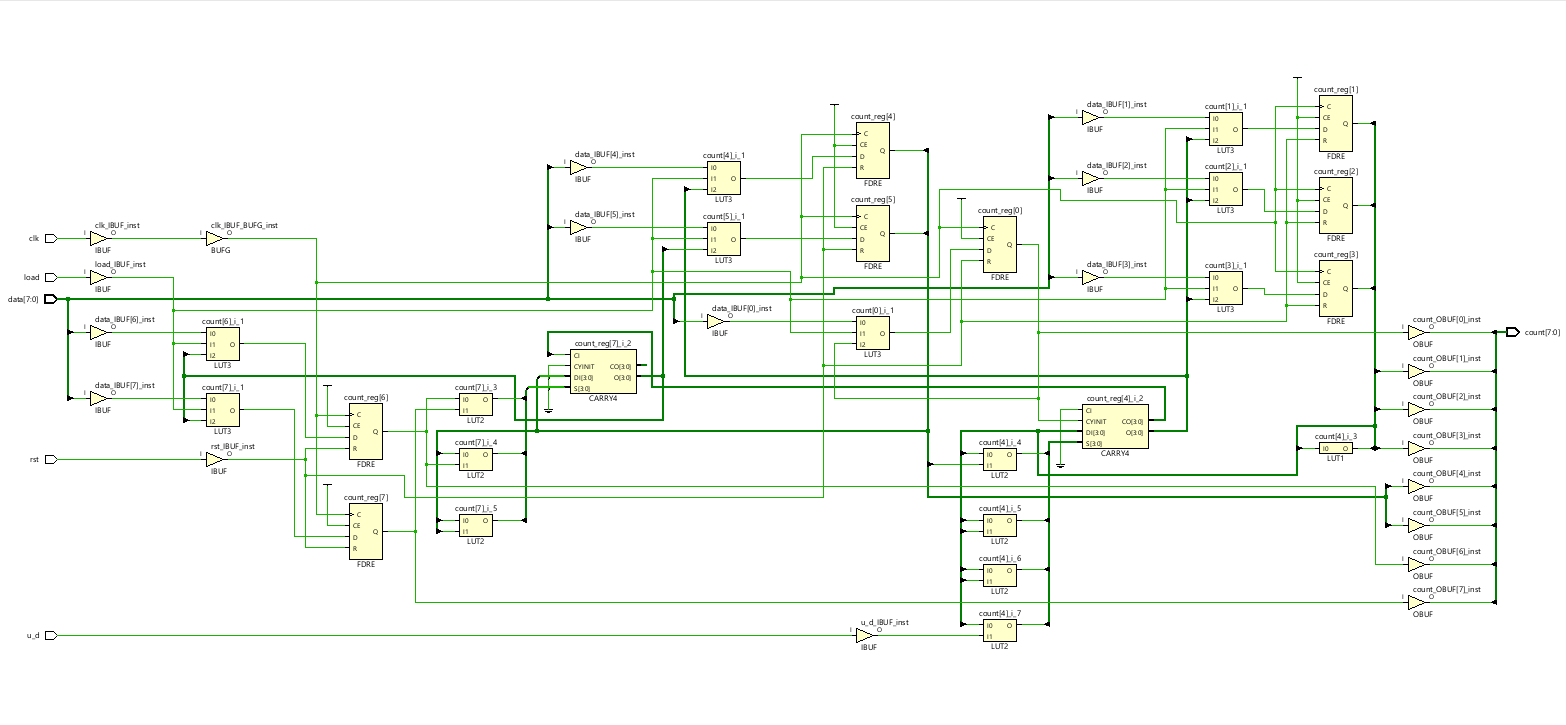 clk
clk_IBUF_inst
I
O
IBUF
clk_IBUF_BUFG_inst
I
O
BUFG
load
load_IBUF_inst
I
O
IBUF
data[7:0]
data_IBUF[6]_inst
I
O
IBUF
count[6]_i_1
I0
I1
O
I2
LUT3
data_IBUF[7]_inst
I
O
IBUF
count[7]_i_1
I0
I1
O
I2
LUT3
rst
rst_IBUF_inst
I
O
IBUF
count_reg[6]
C
CE
Q
D
R
FDRE
count_reg[7]
C
CE
Q
D
R
FDRE
count[7]_i_3
I0
O
I1
LUT2
count[7]_i_4
I0
O
I1
LUT2
count[7]_i_5
I0
O
I1
LUT2
data_IBUF[4]_inst
I
O
IBUF
data_IBUF[5]_inst
I
O
IBUF
count_reg[7]_i_2
CI
CYINIT
CO[3:0]
DI[3:0]
O[3:0]
S[3:0]
CARRY4
count[4]_i_1
I0
I1
O
I2
LUT3
count[5]_i_1
I0
I1
O
I2
LUT3
data_IBUF[0]_inst
I
O
IBUF
count_reg[4]
C
CE
Q
D
R
FDRE
count_reg[5]
C
CE
Q
D
R
FDRE
count[0]_i_1
I0
I1
O
I2
LUT3
u_d
u_d_IBUF_inst
I
O
IBUF
count_reg[0]
C
CE
Q
D
R
FDRE
count[4]_i_4
I0
O
I1
LUT2
count[4]_i_5
I0
O
I1
LUT2
count[4]_i_6
I0
O
I1
LUT2
count[4]_i_7
I0
O
I1
LUT2
data_IBUF[1]_inst
I
O
IBUF
data_IBUF[2]_inst
I
O
IBUF
data_IBUF[3]_inst
I
O
IBUF
count_reg[4]_i_2
CI
CYINIT
CO[3:0]
DI[3:0]
O[3:0]
S[3:0]
CARRY4
count[1]_i_1
I0
I1
O
I2
LUT3
count[2]_i_1
I0
I1
O
I2
LUT3
count[3]_i_1
I0
I1
O
I2
LUT3
count_reg[1]
C
CE
Q
D
R
FDRE
count_reg[2]
C
CE
Q
D
R
FDRE
count_reg[3]
C
CE
Q
D
R
FDRE
count[4]_i_3
I0
O
LUT1
count_OBUF[0]_inst
I
O
OBUF
count_OBUF[1]_inst
I
O
OBUF
count_OBUF[2]_inst
I
O
OBUF
count_OBUF[3]_inst
I
O
OBUF
count_OBUF[4]_inst
I
O
OBUF
count_OBUF[5]_inst
I
O
OBUF
count_OBUF[6]_inst
I
O
OBUF
count_OBUF[7]_inst
I
O
OBUF
count[7:0]